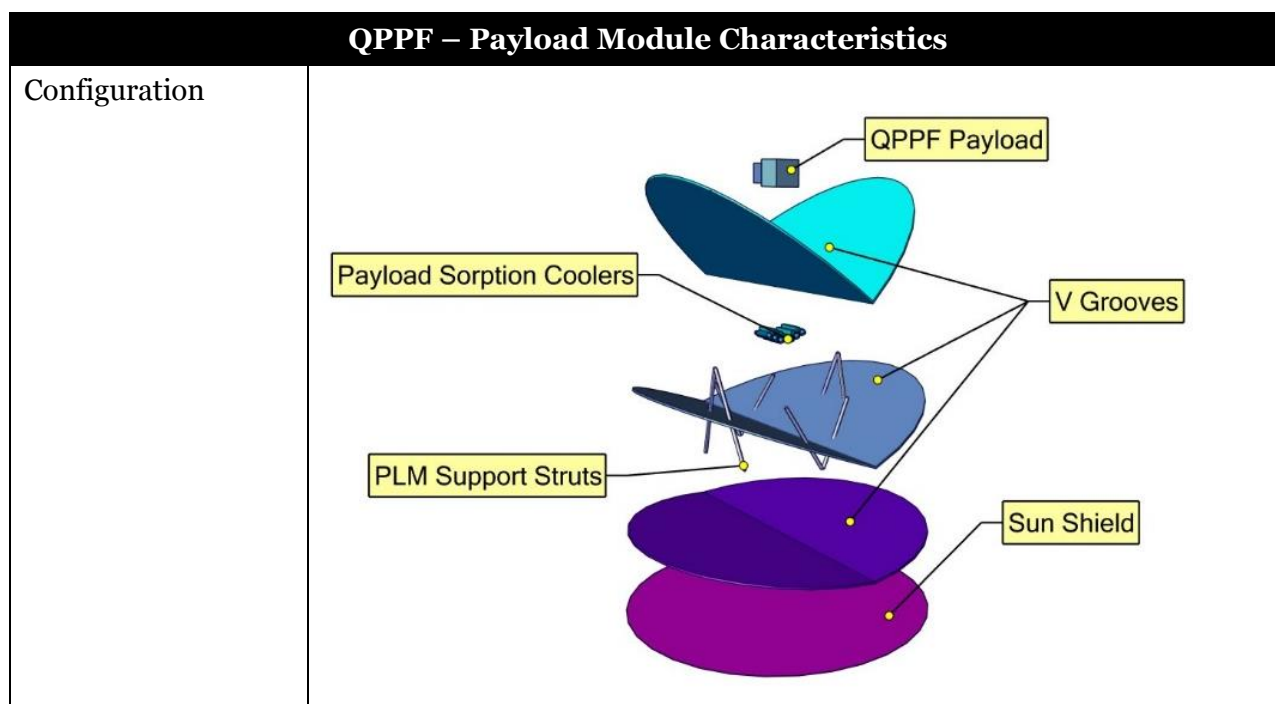 QPPF – Payload Module Characteristics
Configuration
QPPF Payload
Payload Sorption Coolers
V Grooves
PLM Support Struts
Sun Shield